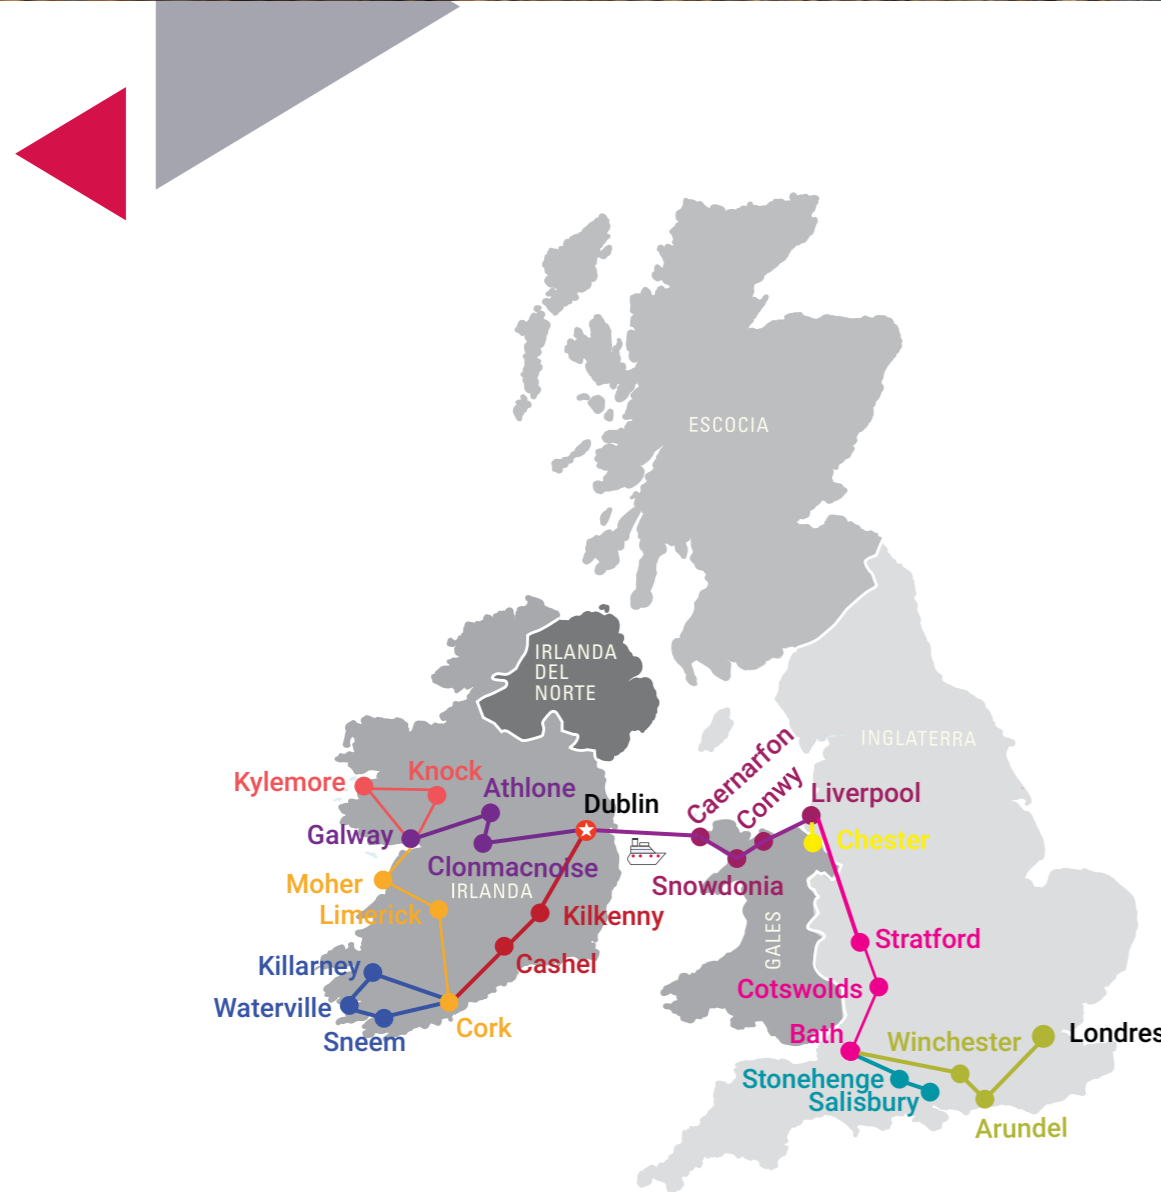 ESCOCIA
IRLANDA
DEL
NORTE
INGLATERRA
Caernarfon
Conwy
Knock
Kylemore
Athlone
Dublin
Liverpool
Galway
Chester
Clonmacnoise
Moher
IRLANDA
Snowdonia
Limerick
Kilkenny
GALES
Stratford
Killarney
Cashel
Cotswolds
Waterville
Cork
Bath
Winchester
Londres
Sneem
Stonehenge
Salisbury
Arundel